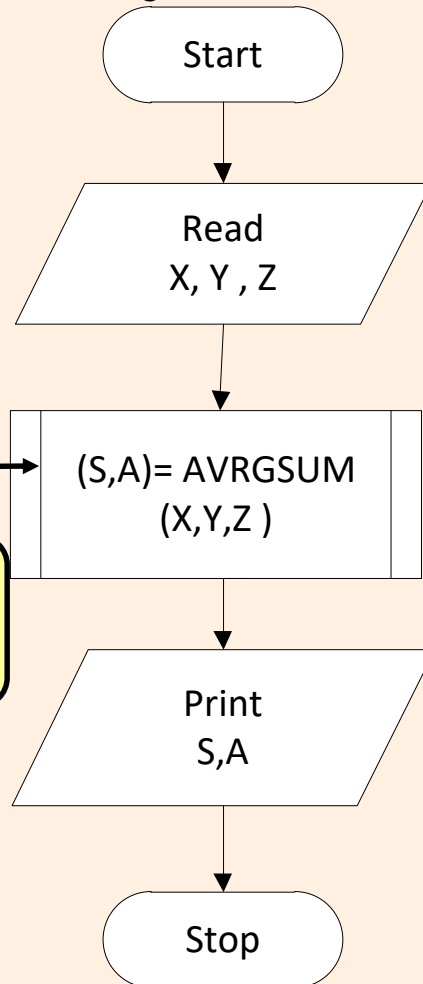 Start
Read
X, Y , Z
(S,A)= AVRGSUM
(X,Y,Z )
Print
S,A
Stop